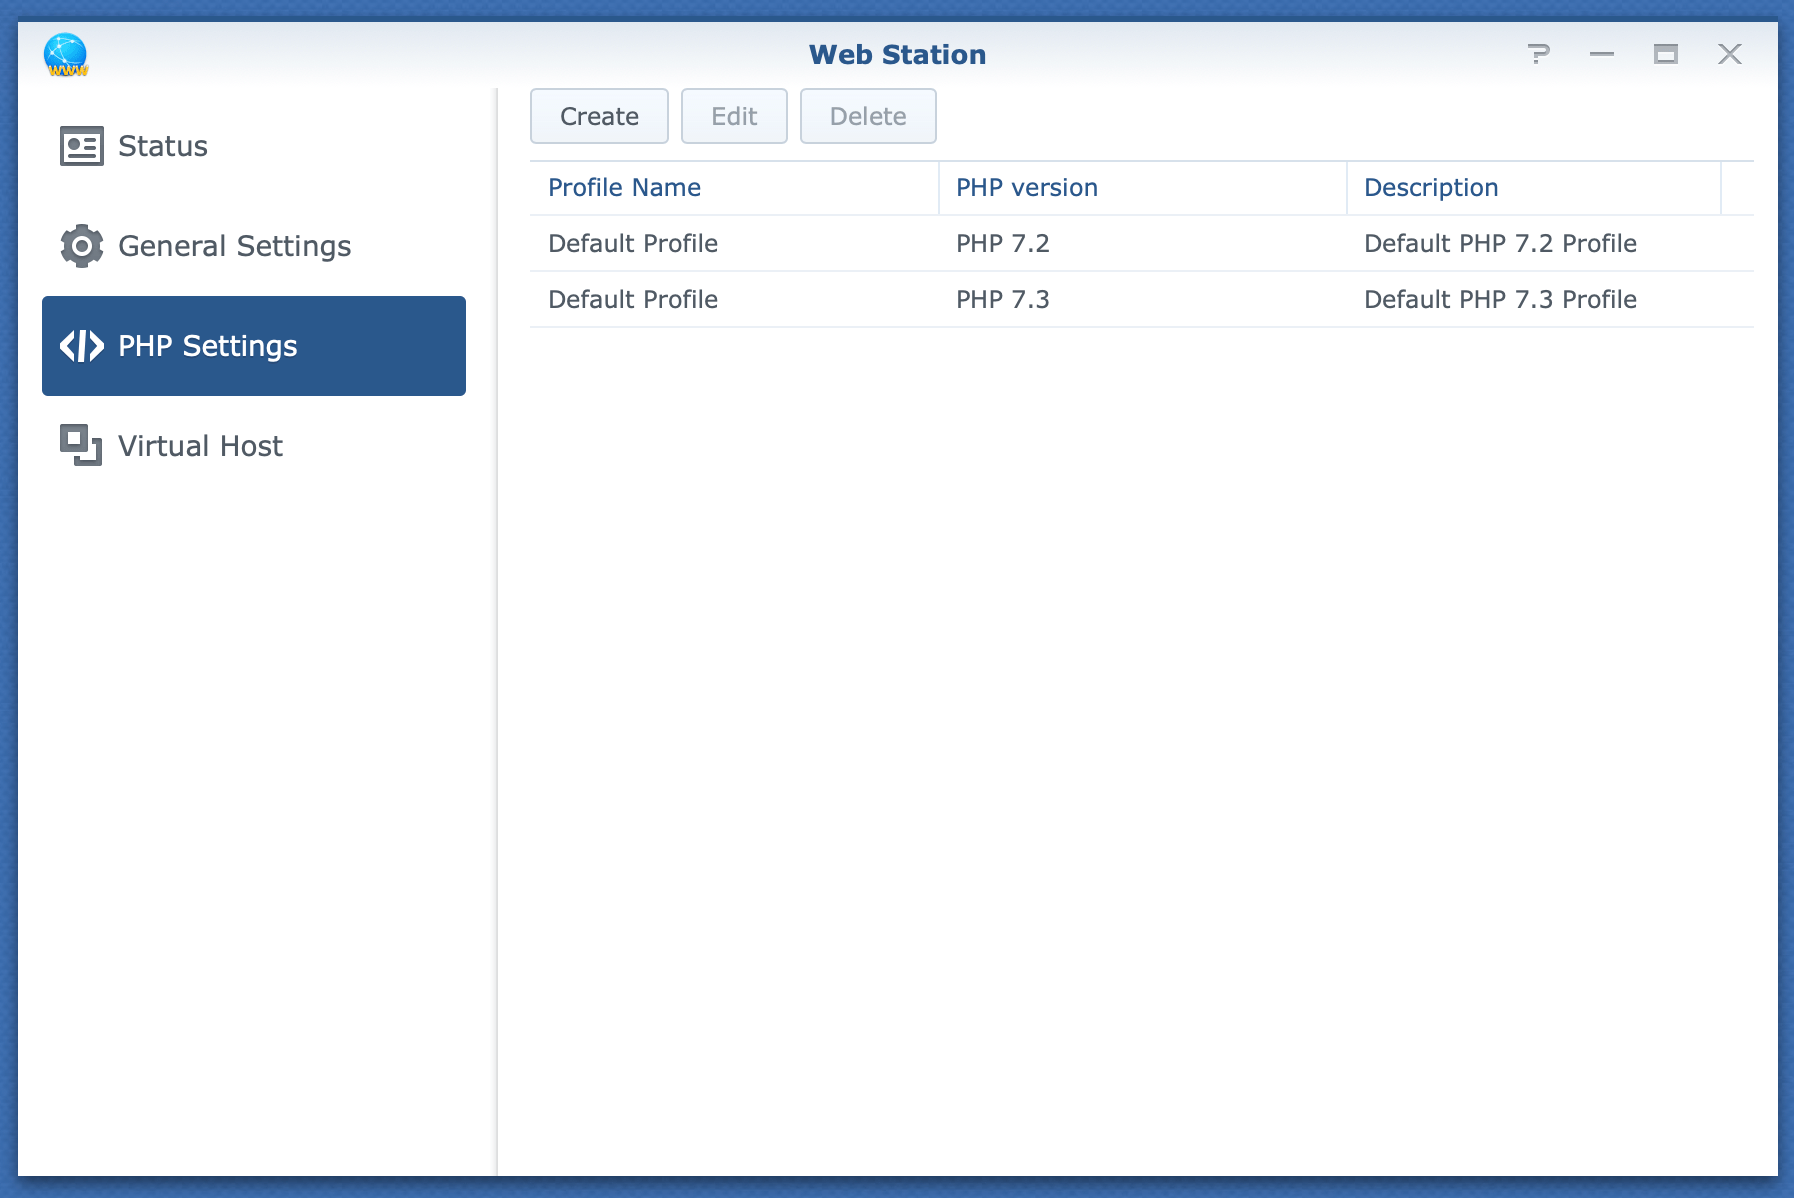 www
Web Station
Status
General Settings
PHP Settings
Virtual Host
Create Edit Delete
Profile Name PHP version Description
Default Profile PHP 7.2 Default PHP 7.2 Profile
Default Profile PHP 7.3 Default PHP 7.3 Profile